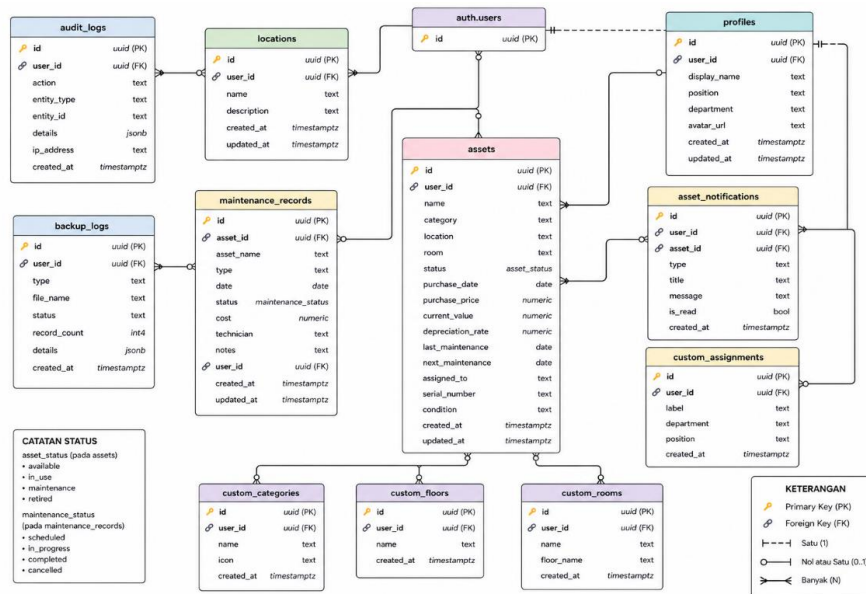 audit_logs
id uuid (PK)
user_id uuid (FK)
action text
entity_type text
entity_id text
details jsonb
ip_address text
created_at timestamptz
locations
id uuid (PK)
user_id uuid (FK)
name text
description text
created_at timestamptz
updated_at timestamptz
auth.users
id uuid (PK)
profiles
id uuid (PK)
user_id uuid (FK)
display_name text
position text
department text
avatar_url text
created_at timestamptz
updated_at timestamptz
backup_logs
id uuid (PK)
user_id uuid (FK)
type text
file_name text
status text
record_count int4
details jsonb
created_at timestamptz
maintenance_records
id uuid (PK)
asset_id uuid (FK)
asset_name text
type text
date date
status maintenance_status
cost numeric
technician text
notes text
user_id uuid (FK)
created_at timestamptz
updated_at timestamptz
assets
id uuid (PK)
user_id uuid (FK)
name text
category text
location text
room text
status asset_status
purchase_date date
purchase_price numeric
current_value numeric
depreciation_rate numeric
last_maintenance date
next_maintenance date
assigned_to text
serial_number text
condition text
created_at timestamptz
updated_at timestamptz
asset_notifications
id uuid (PK)
user_id uuid (FK)
asset_id uuid (FK)
type text
title text
message text
is_read bool
created_at timestamptz
custom_assignments
id uuid (PK)
user_id uuid (FK)
label text
department text
position text
created_at timestamptz
CATATAN STATUS
asset_status (pada assets)
• available
• in_use
• maintenance
• retired
maintenance_status
(pada maintenance_records)
• scheduled
• in_progress
• completed
• cancelled
custom_categories
id uuid (PK)
user_id uuid (FK)
name text
icon text
created_at timestamptz
custom_floors
id uuid (PK)
user_id uuid (FK)
name text
created_at timestamptz
custom_rooms
id uuid (PK)
user_id uuid (FK)
name text
floor_name text
created_at timestamptz
KETERANGAN
Primary Key (PK)
Foreign Key (FK)
Satu (1)
Nol atau Satu (0..1)
Banyak (N)